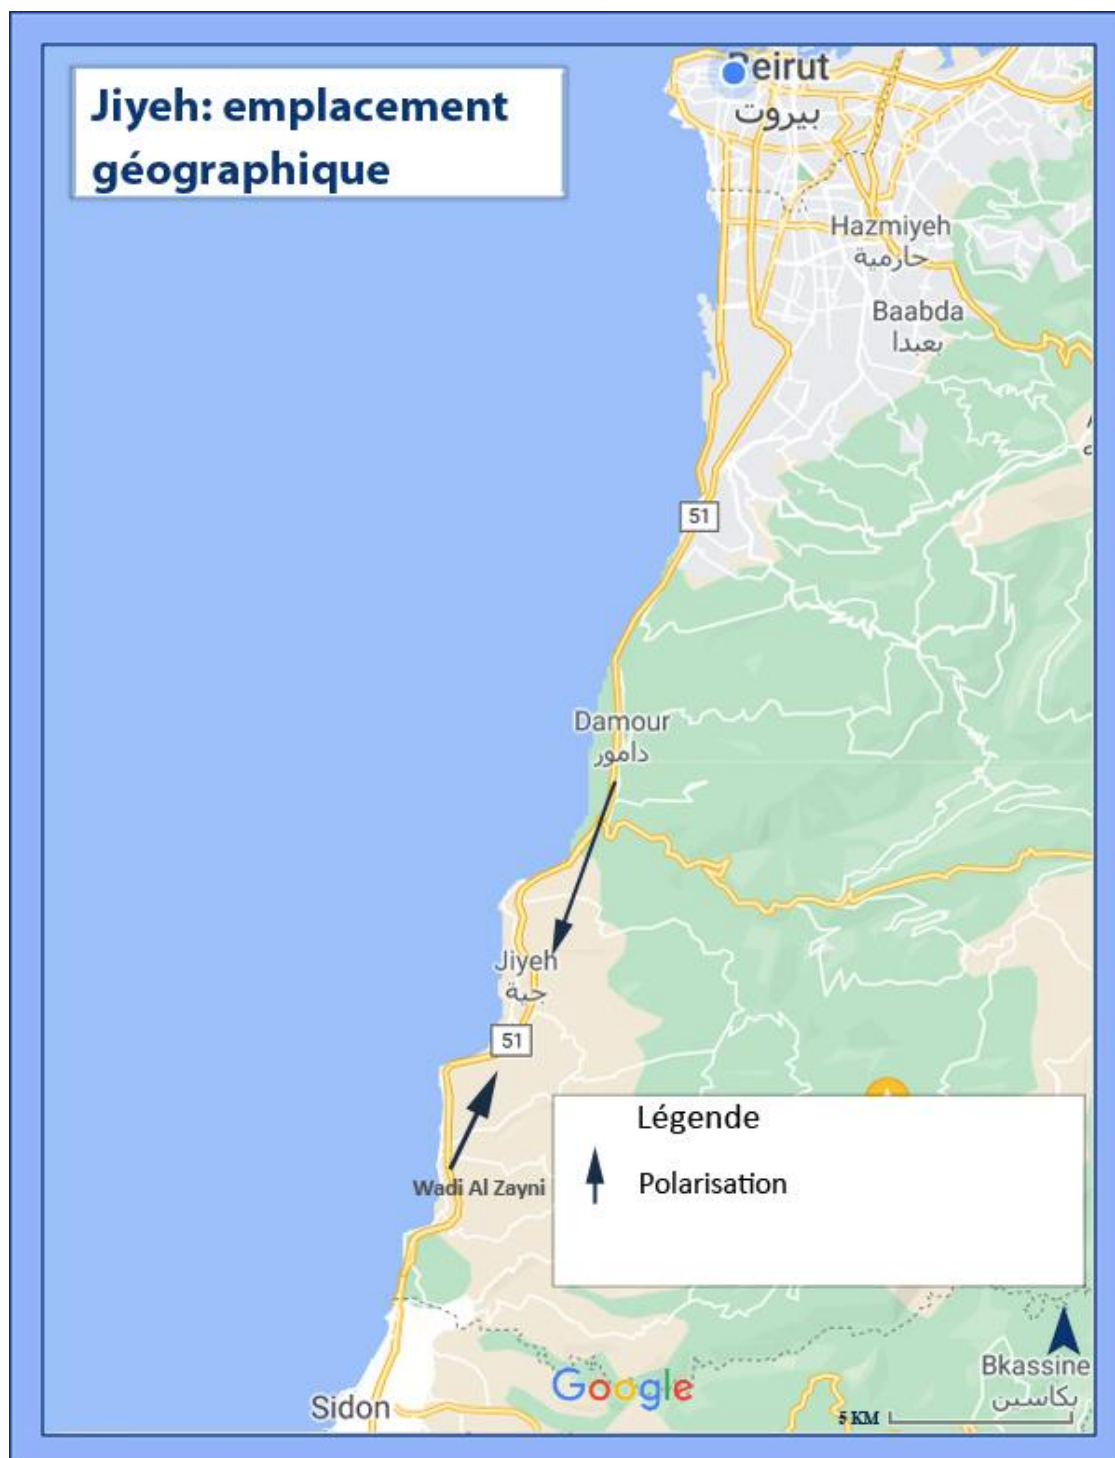 Jiyeh: emplacement
géographique
Beirut
بيروت
Hazmiyeh
حازمية
Baabda
بعبدا
51
Damour
دامور
Jiyeh
جية
51
Wadi Al Zayni
Légende
Polarisation
Bkassine
بكاسين
Google
Sidon
5 KM